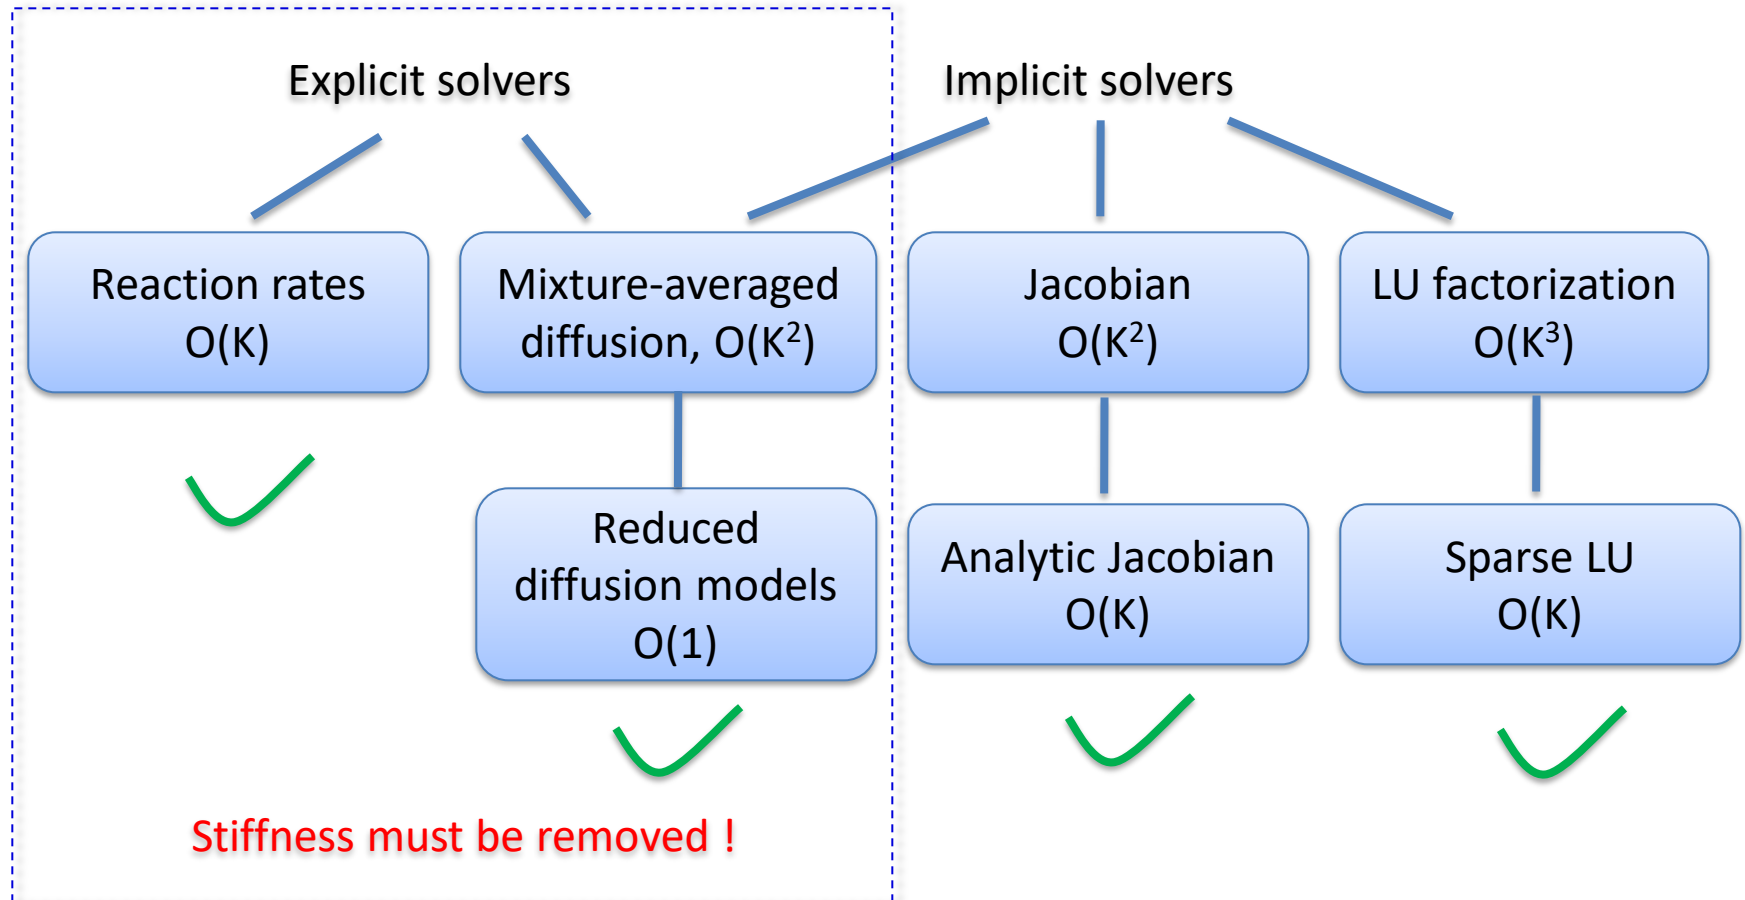 Explicit solvers
Implicit solvers
Reaction rates
O(K)
Mixture-averaged
diffusion, O(K²)
Jacobian
O(K²)
LU factorization
O(K³)
Reduced
diffusion models
O(1)
Analytic Jacobian
O(K)
Sparse LU
O(K)
Stiffness must be removed !